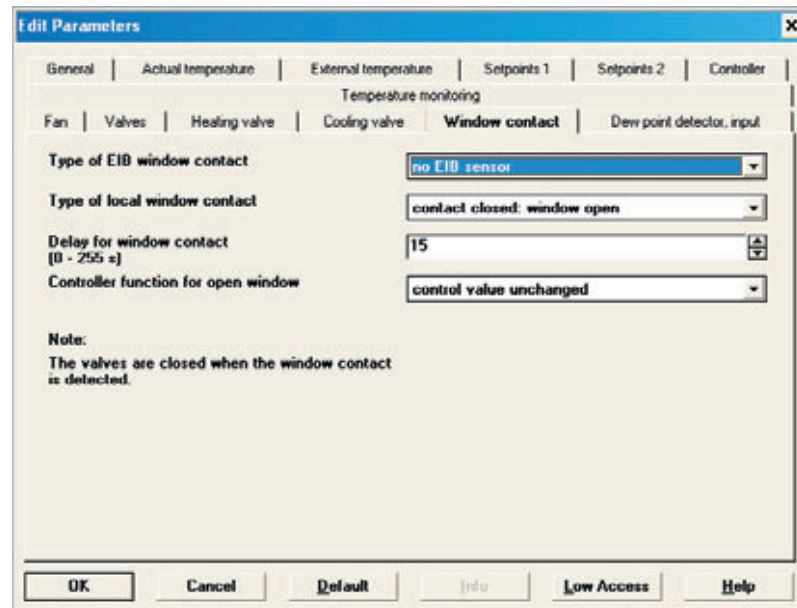 Edit Parameters
General Actual temperature External temperature Setpoints 1 Setpoints 2 Controller
Temperature monitoring
Fan Valves Heating valve Cooling valve Window contact Dew point detector, input
Type of EIB window contact no EIB sensor
Type of local window contact contact closed: window open
Delay for window contact 15
(0 - 255 s)
Controller function for open window control value unchanged
Note:
The valves are closed when the window contact
is detected.
OK Cancel Default Info Low Access Help